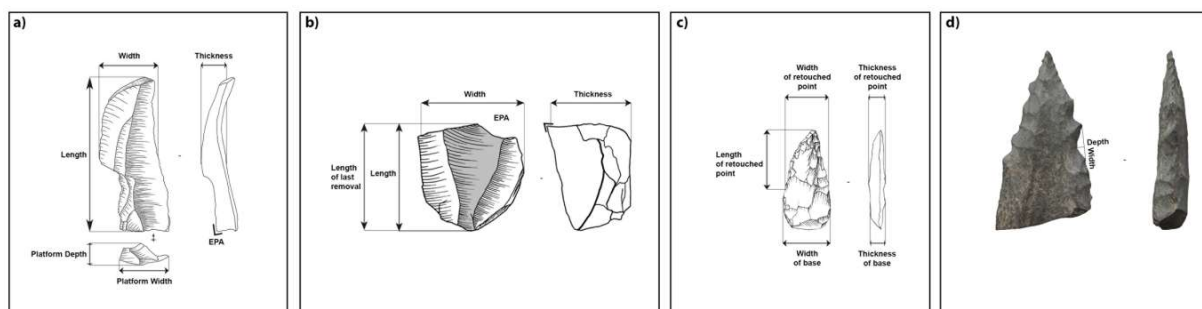 a)
Width
Thickness
Length
EPA
Platform Depth
Platform Width
b)
Width
Thickness
EPA
Length
of last
removal
Length
c)
Width
of retouched
point
Thickness
of retouched
point
Length
of retouched
point
Width
of base
Thickness
of base
d)
Depth
Width